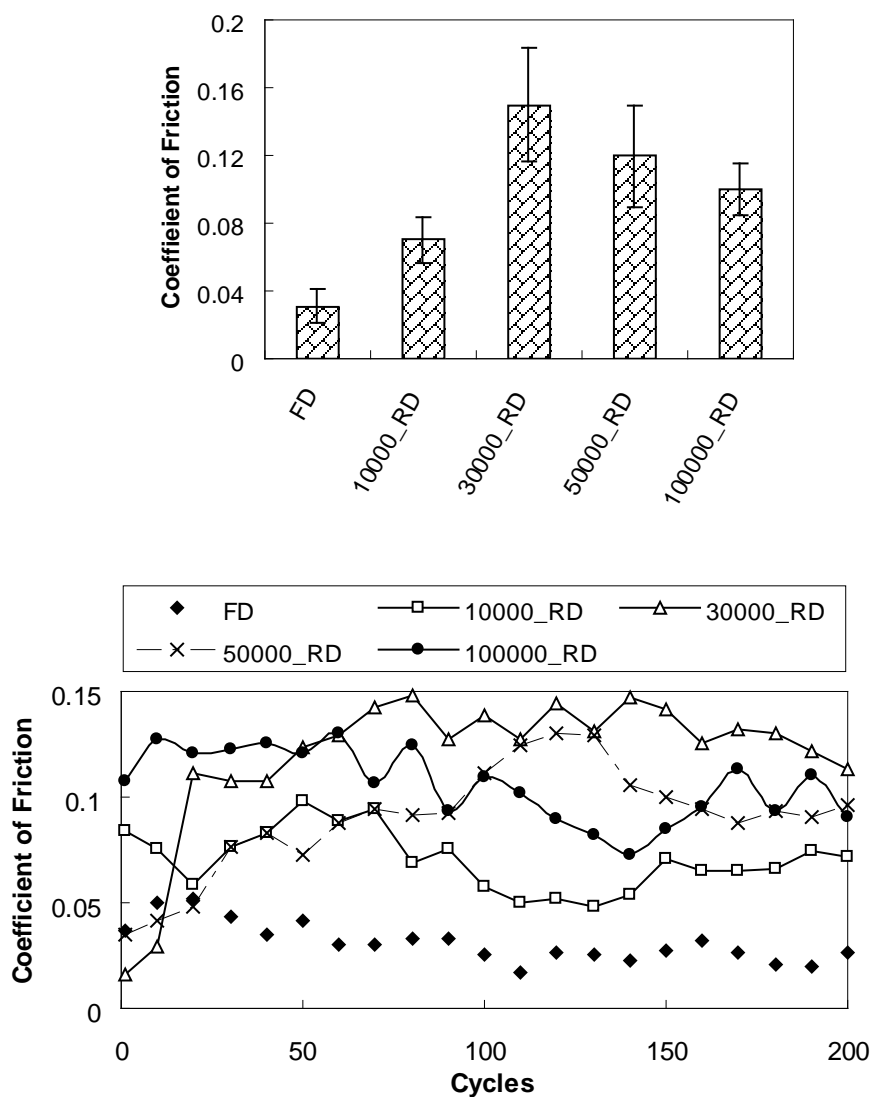 0.2
0.16
0.12
0.08
0.04
0
Coeffieient of Friction
FD
10000_RD
30000_RD
50000_RD
100000_RD
FD 10000_RD 30000_RD
50000_RD 100000_RD
0.15
0.1
0.05
0
Coefficient of Friction
0 50 100 150 200
Cycles